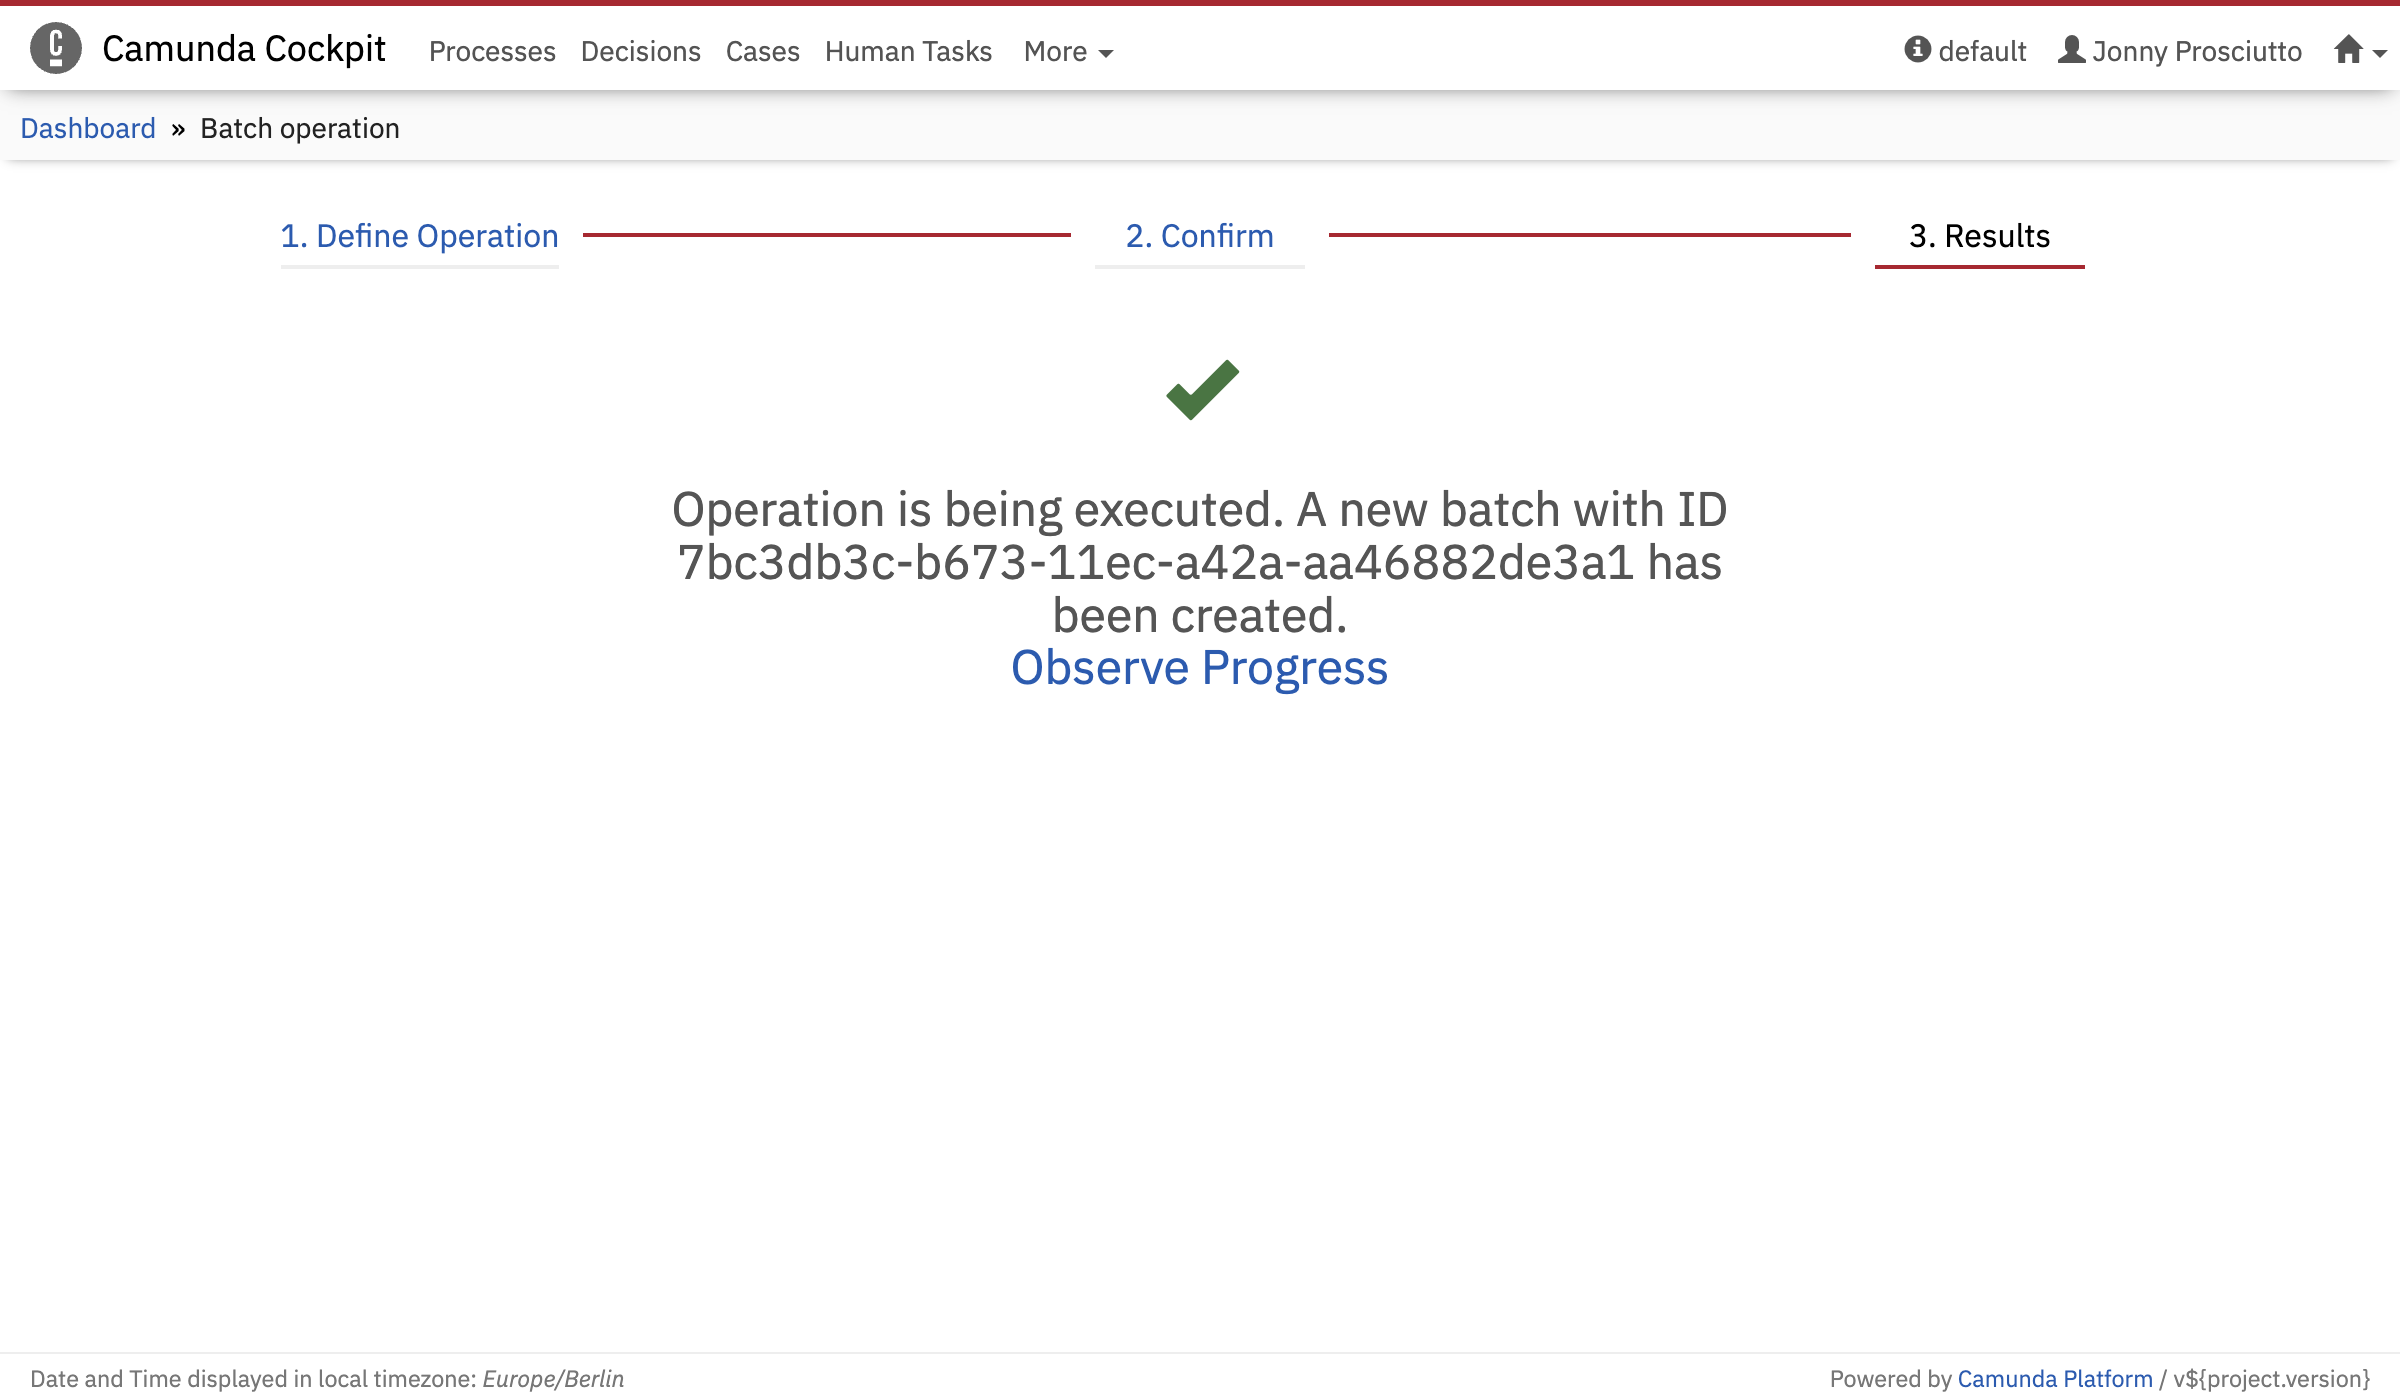 Camunda Cockpit Processes Decisions Cases Human Tasks More default Jonny Prosciutto
Dashboard » Batch operation
1. Define Operation 2. Confirm 3. Results
Operation is being executed. A new batch with ID
7bc3db3c-b673-11ec-a42a-aa46882de3a1 has
been created.
Observe Progress
Date and Time displayed in local timezone: Europe/Berlin Powered by Camunda Platform / v${project.version}